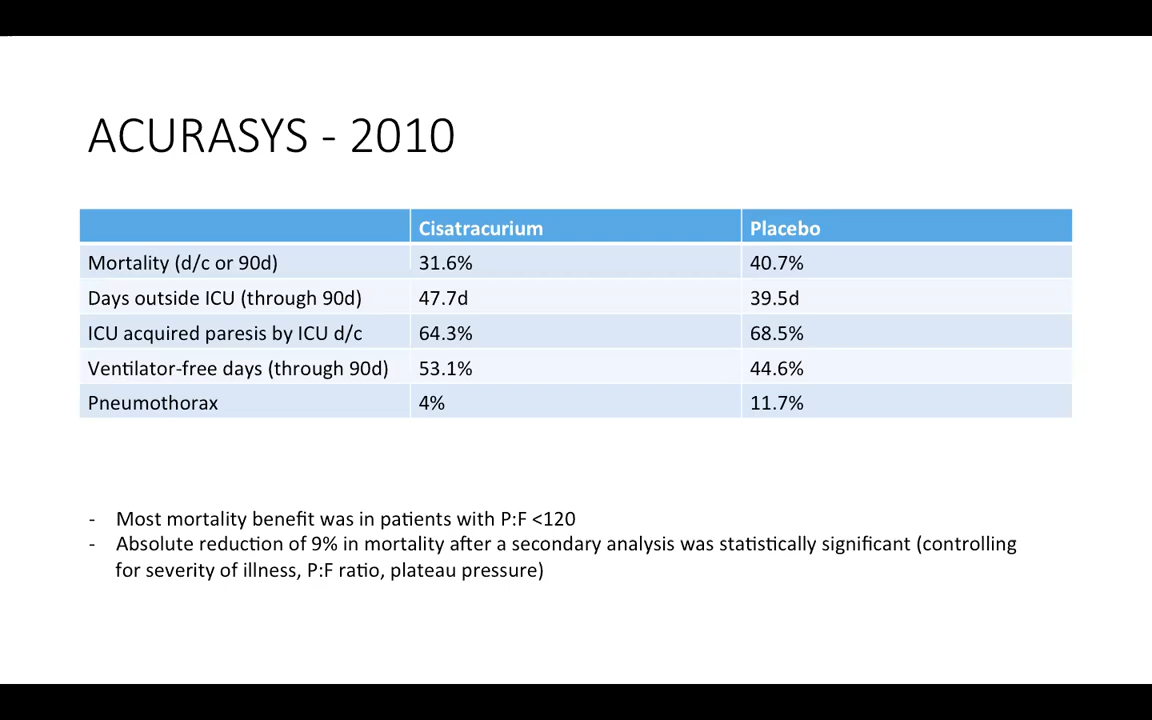 ACURASYS - 2010
Cisatracurium Placebo
Mortality (d/c or 90d) 31.6% 40.7%
Days outside ICU (through 90d) 47.7d 39.5d
ICU acquired paresis by ICU d/c 64.3% 68.5%
Ventilator-free days (through 90d) 53.1% 44.6%
Pneumothorax 4% 11.7%
- Most mortality benefit was in patients with P:F <120
- Absolute reduction of 9% in mortality after a secondary analysis was statistically significant (controlling
for severity of illness, P:F ratio, plateau pressure)